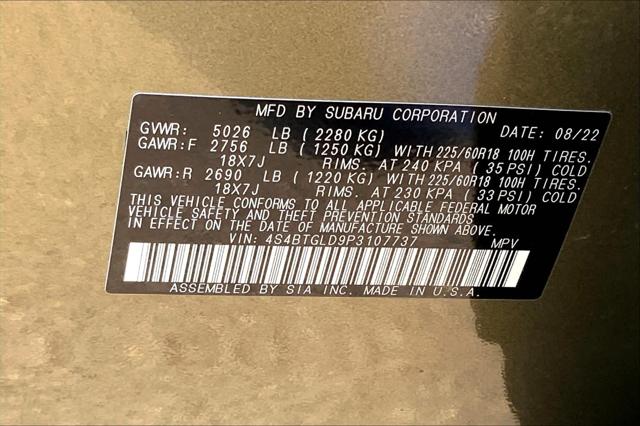 MFD BY SUBARU CORPORATION
GVWR: 5026 LB (2280 KG) DATE: 08/22
GAWR:F 2756 LB (1250 KG) WITH 225/60R18 100H TIRES.
18X7J RIMS. AT 240 KPA (35 PSI) COLD
GAWR:R 2690 LB (1220 KG) WITH 225/60R18 100H TIRES.
18X7J RIMS. AT 230 KPA (33 PSI) COLD
THIS VEHICLE CONFORMS TO ALL APPLICABLE FEDERAL MOTOR
VEHICLE SAFETY AND THEFT PREVENTION STANDARDS
IN EFFECT ON THE DATE OF MANUFACTURE SHOWN ABOVE.
VIN: 4S4BTGLD9P3107737 MPV
ASSEMBLED BY SIA INC. MADE IN U.S.A.